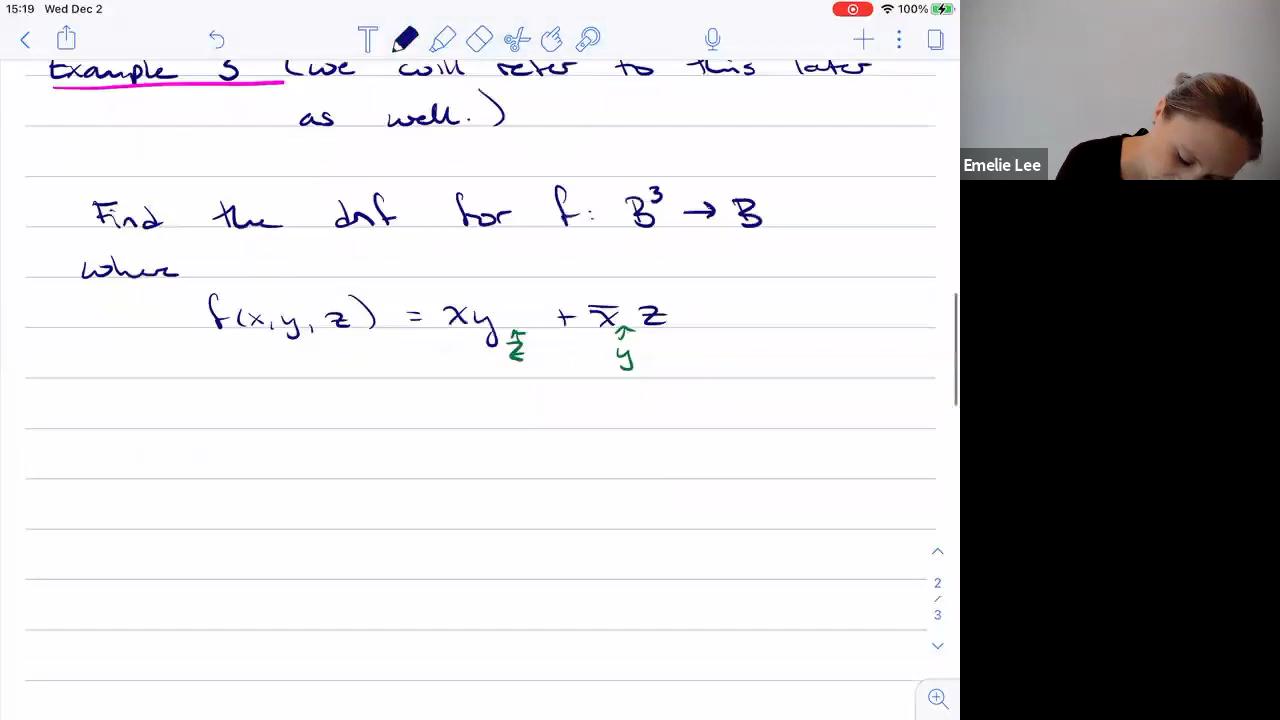 15:19 Wed Dec 2
100%
Example 3 (we will refer to this later
as well.)
Find the dnf for f: B³ → B
where
f(x, y, z) = xy + x̅ z
↑ ↑
z y
2
/
3
Emelie Lee